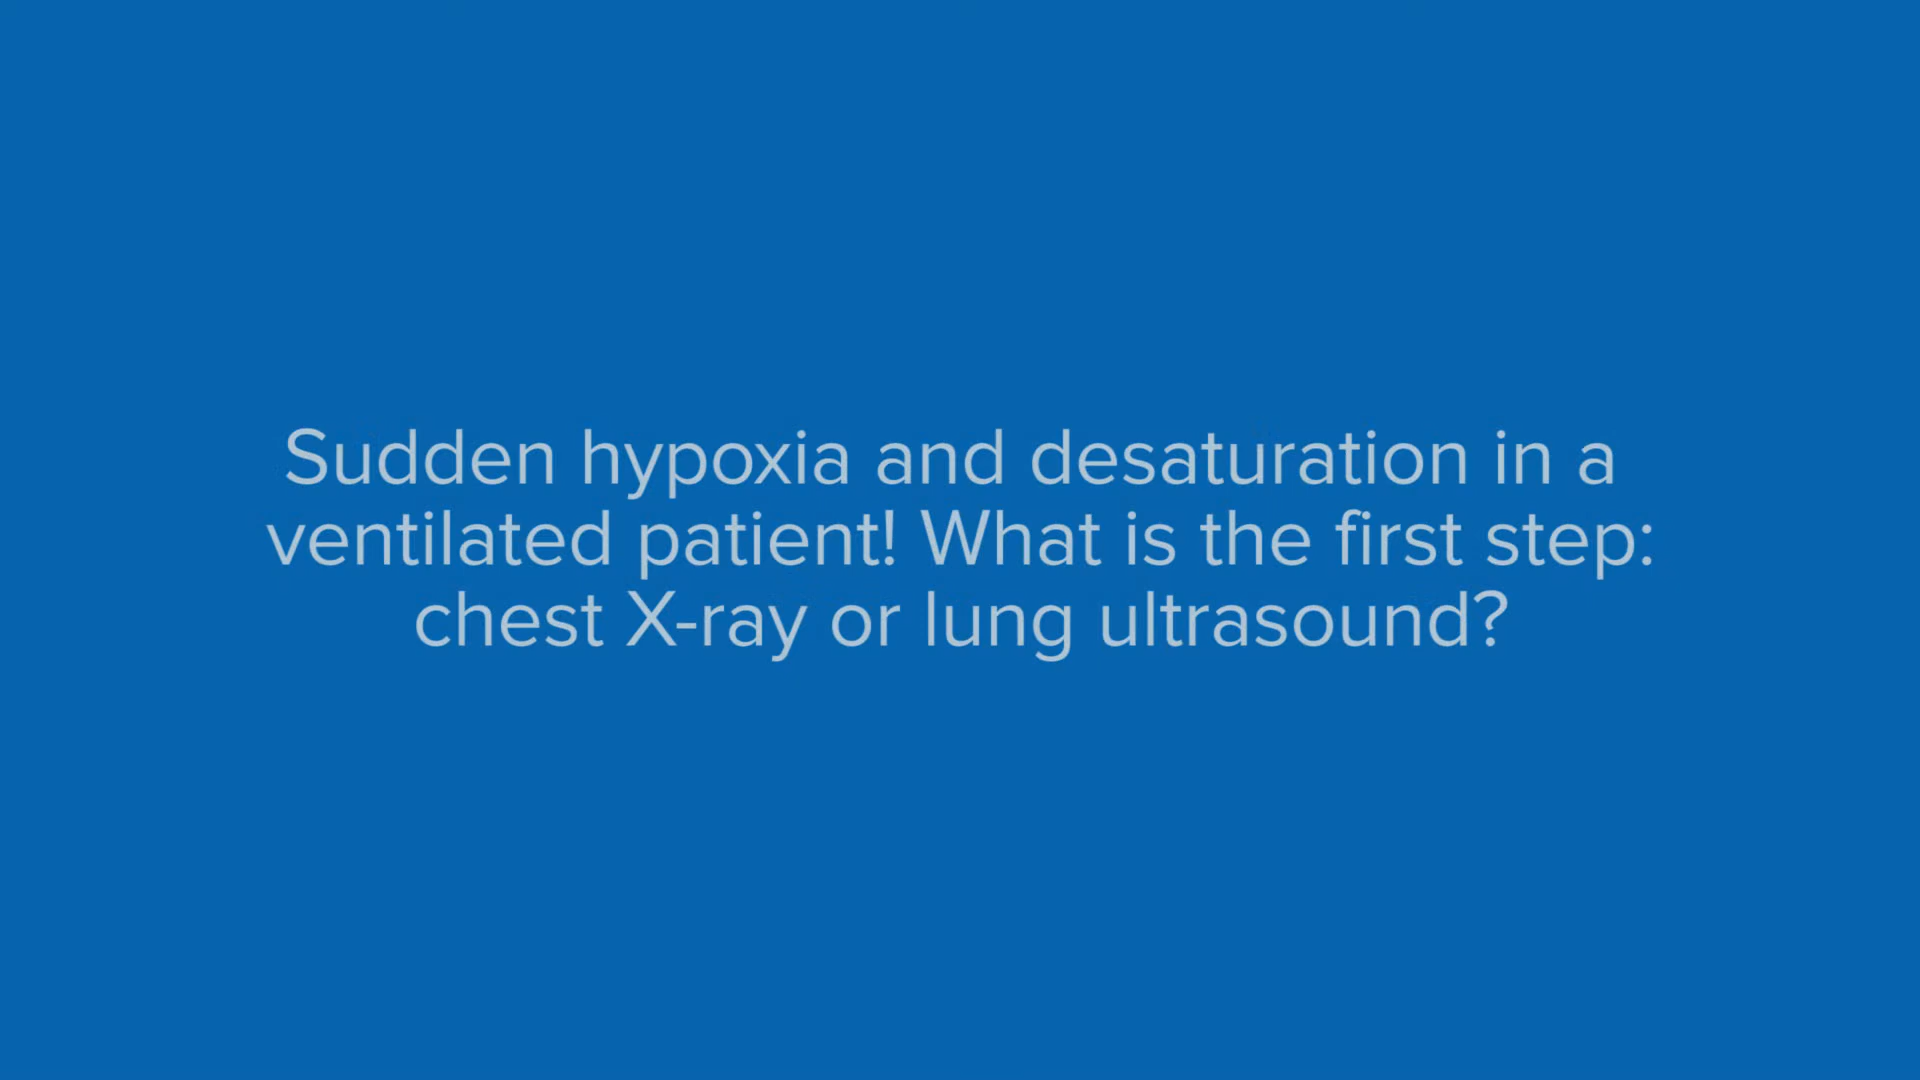 Sudden hypoxia and desaturation in a
ventilated patient! What is the first step:
chest X-ray or lung ultrasound?